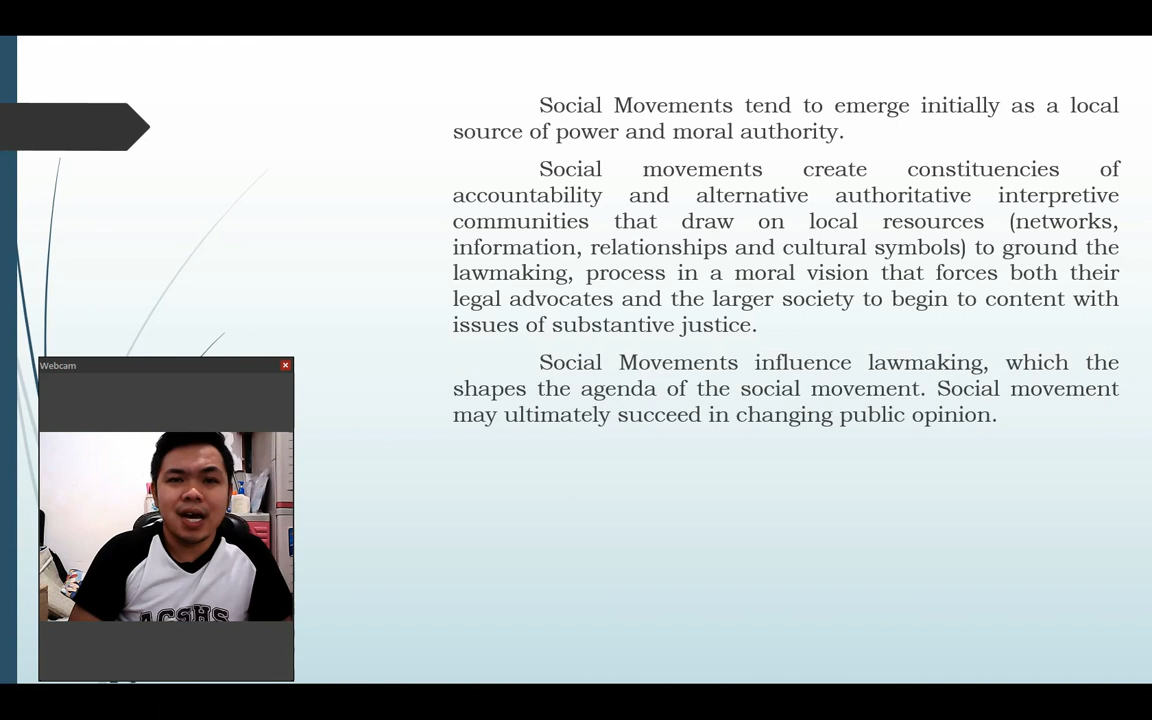 Social Movements tend to emerge initially as a local
source of power and moral authority.
Social movements create constituencies of
accountability and alternative authoritative interpretive
communities that draw on local resources (networks,
information, relationships and cultural symbols) to ground the
lawmaking, process in a moral vision that forces both their
legal advocates and the larger society to begin to content with
issues of substantive justice.
Social Movements influence lawmaking, which the
shapes the agenda of the social movement. Social movement
may ultimately succeed in changing public opinion.
Webcam
ACSHS